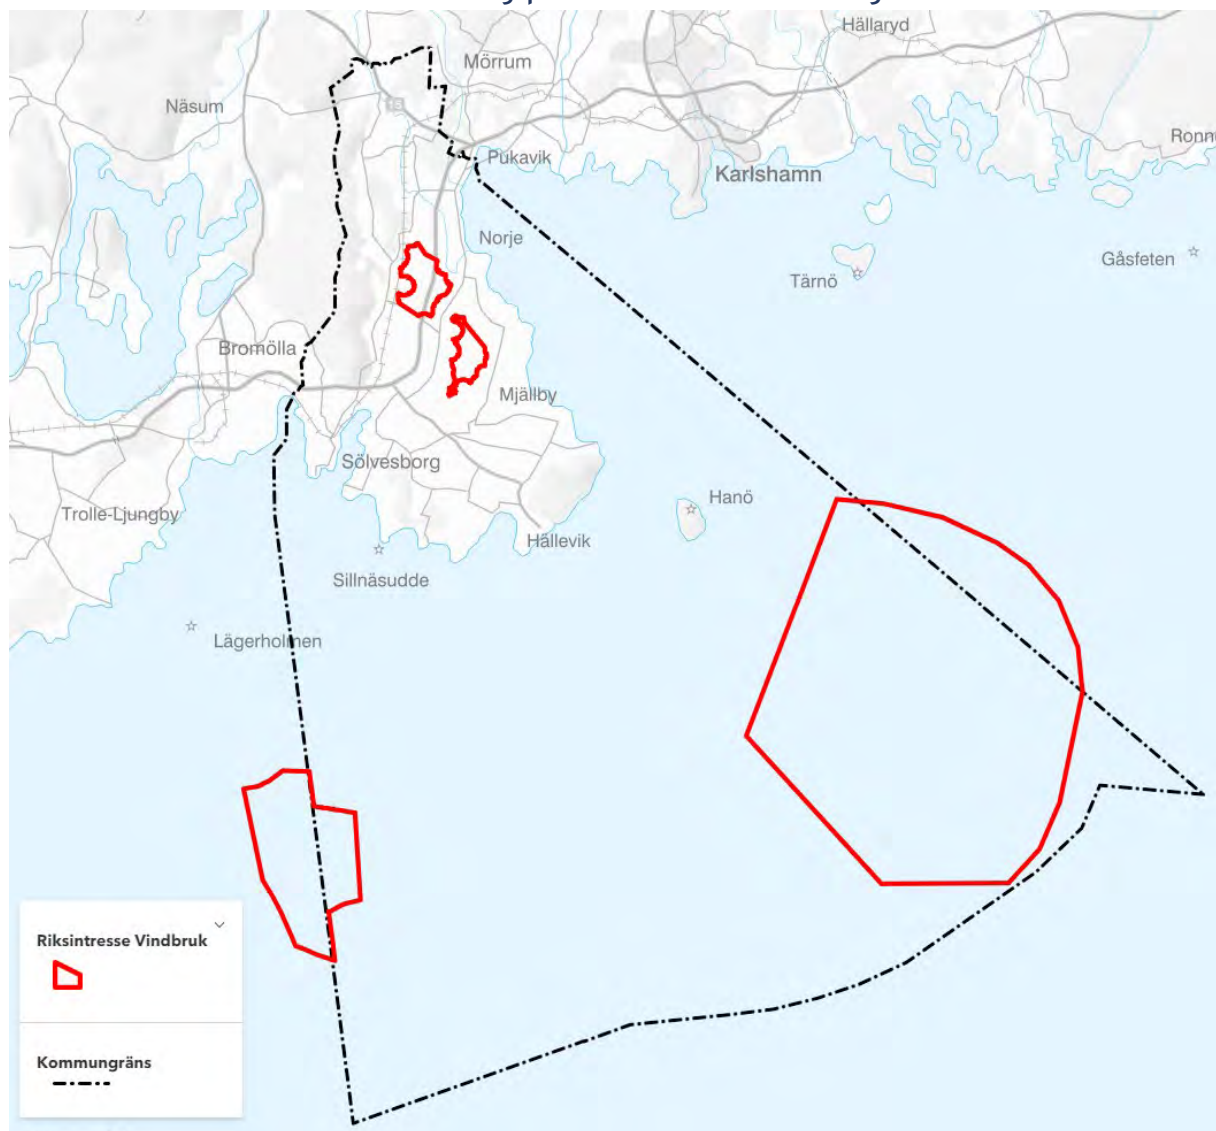 Hällaryd
Mörrum
Näsum
15
Ronn
Pukavik
Karlshamn
Norje
Gåsfeten
Tärnö
Bromölla
Mjällby
Sölvesborg
Hanö
Trolle-Ljungby
Hällevik
Sillnäsudde
Lägerholmen
Riksintresse Vindbruk
Kommungräns